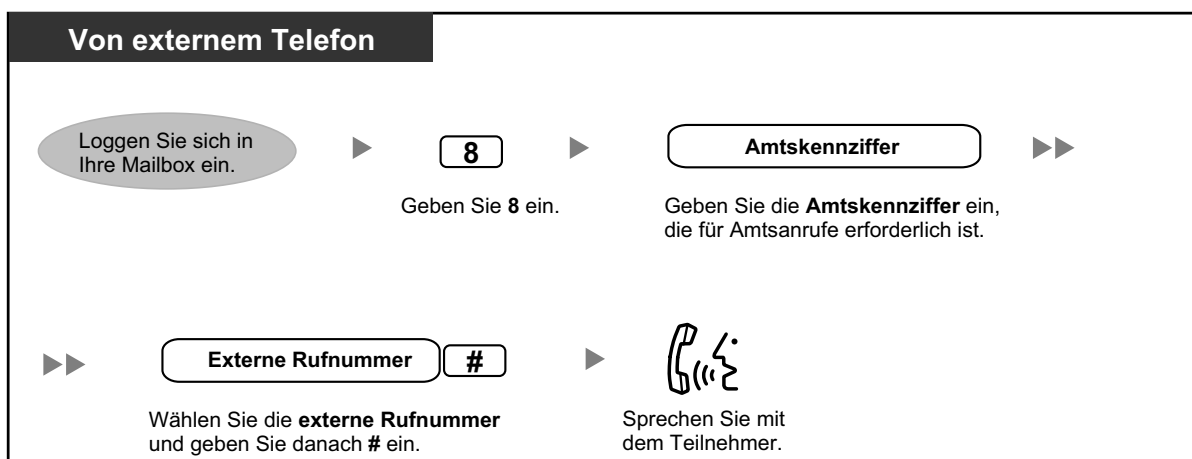 Von externem Telefon
Loggen Sie sich in
Ihre Mailbox ein.
8
Geben Sie 8 ein.
Amtskennziffer
Geben Sie die Amtskennziffer ein,
die für Amtsanrufe erforderlich ist.
Externe Rufnummer #
Wählen Sie die externe Rufnummer
und geben Sie danach # ein.
Sprechen Sie mit
dem Teilnehmer.